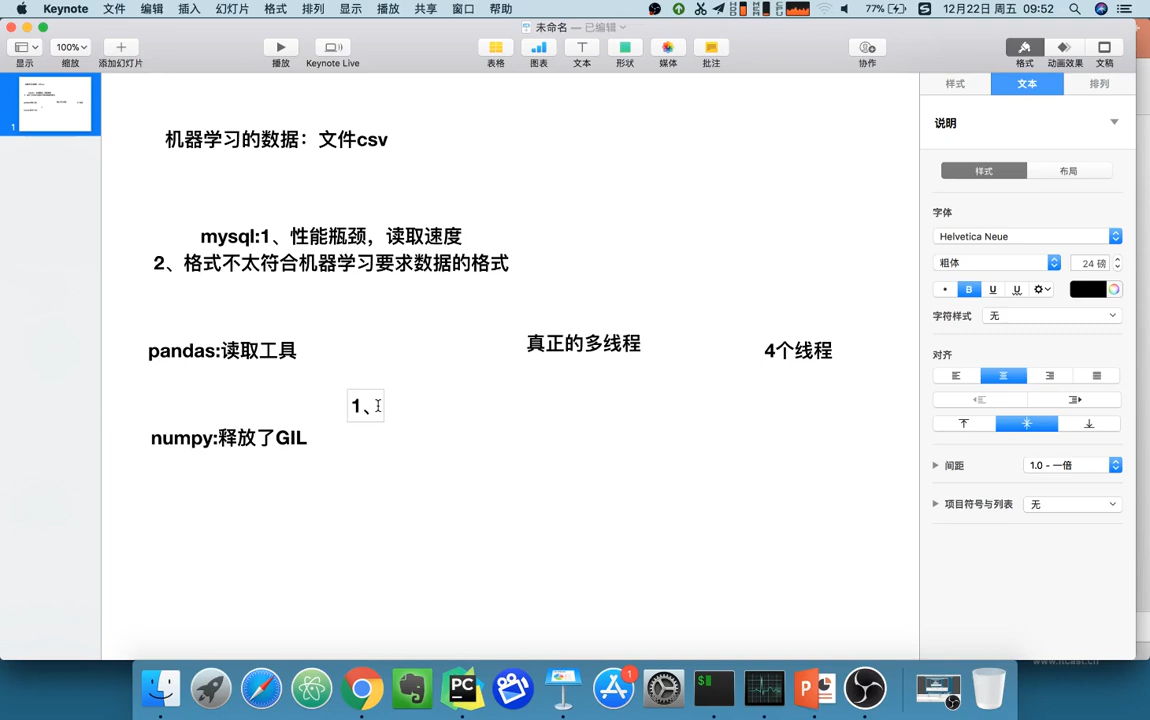 Keynote 文件 编辑 插入 幻灯片 格式 排列 显示 播放 共享 窗口 帮助
77% 12月22日 周五 09:52
未命名 — 已编辑
100%
显示 缩放 添加幻灯片 播放 Keynote Live 表格 图表 文本 形状 媒体 批注 协作 格式 动画效果 文稿
样式 文本 排列
1
机器学习的数据：文件csv
mysql:1、性能瓶颈，读取速度
2、格式不太符合机器学习要求数据的格式
pandas:读取工具
真正的多线程
4个线程
1、
numpy:释放了GIL
说明
样式 布局
字体
Helvetica Neue
粗体 24 磅
B U U
字符样式 无
对齐
间距 1.0 - 一倍
项目符号与列表 无
PC
$
1
P
www.itcast.cn